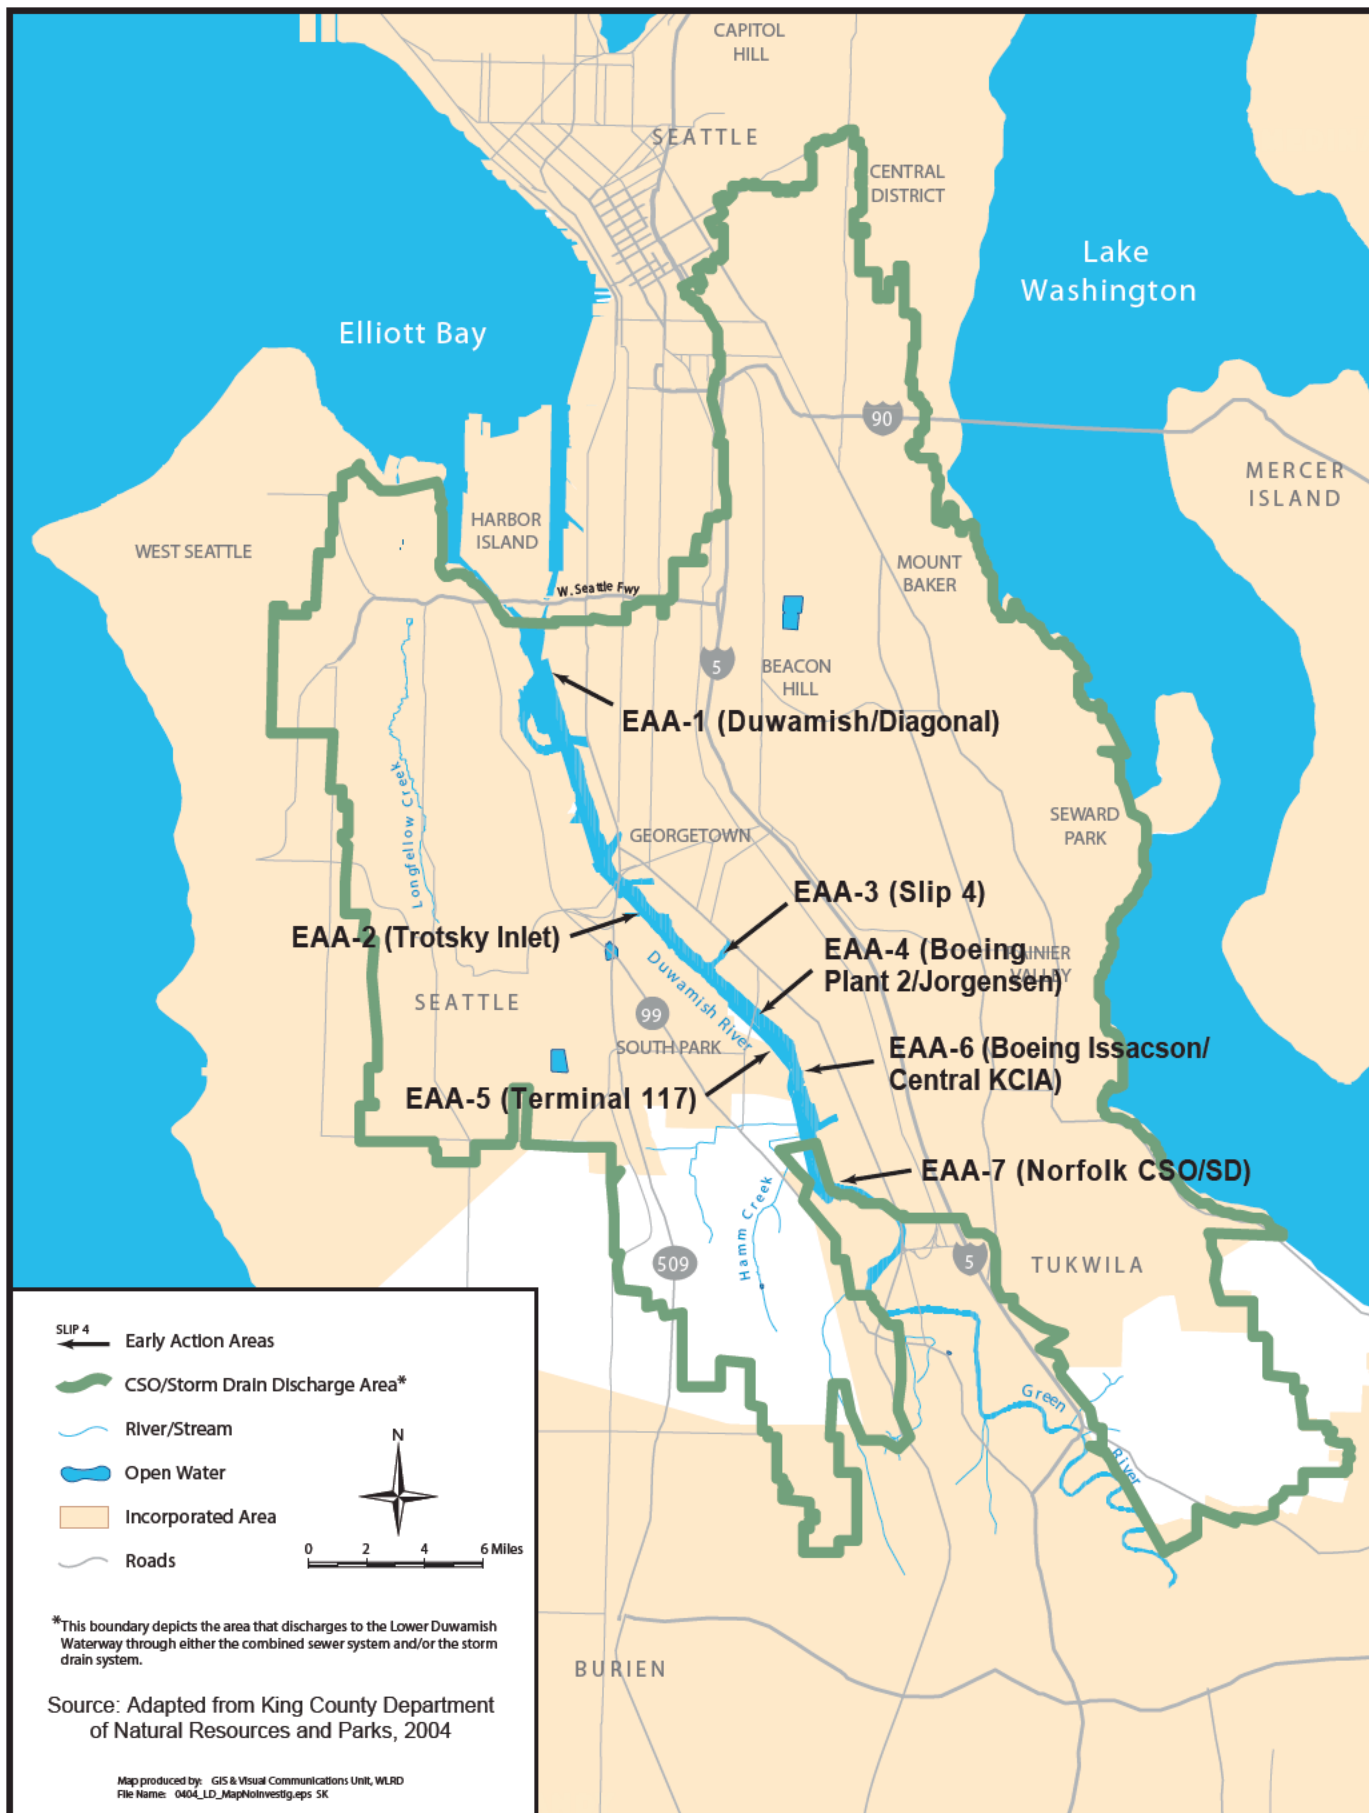 CAPITOL
HILL
SEATTLE
CENTRAL
DISTRICT
Lake
Washington
Elliott Bay
90
MERCER
ISLAND
HARBOR
ISLAND
WEST SEATTLE
MOUNT
BAKER
W. Seattle Fwy
5
BEACON
HILL
EAA-1 (Duwamish/Diagonal)
Longfellow Creek
SEWARD
PARK
GEORGETOWN
EAA-3 (Slip 4)
EAA-2 (Trotsky Inlet)
EAA-4 (Boeing
Plant 2/Jorgensen)
RAINIER
VALLEY
Duwamish River
SEATTLE
99
SOUTH PARK
EAA-6 (Boeing Issacson/
Central KCIA)
EAA-5 (Terminal 117)
EAA-7 (Norfolk CSO/SD)
Hamm Creek
509
5
TUKWILA
Green
River
BURIEN
SLIP 4
Early Action Areas
CSO/Storm Drain Discharge Area*
River/Stream
Open Water
Incorporated Area
Roads
N
0 2 4 6 Miles
*This boundary depicts the area that discharges to the Lower Duwamish
Waterway through either the combined sewer system and/or the storm
drain system.
Source: Adapted from King County Department
of Natural Resources and Parks, 2004
Map produced by: GIS & Visual Communications Unit, WLRD
File Name: 0404_LD_MapNoInvestig.eps SK